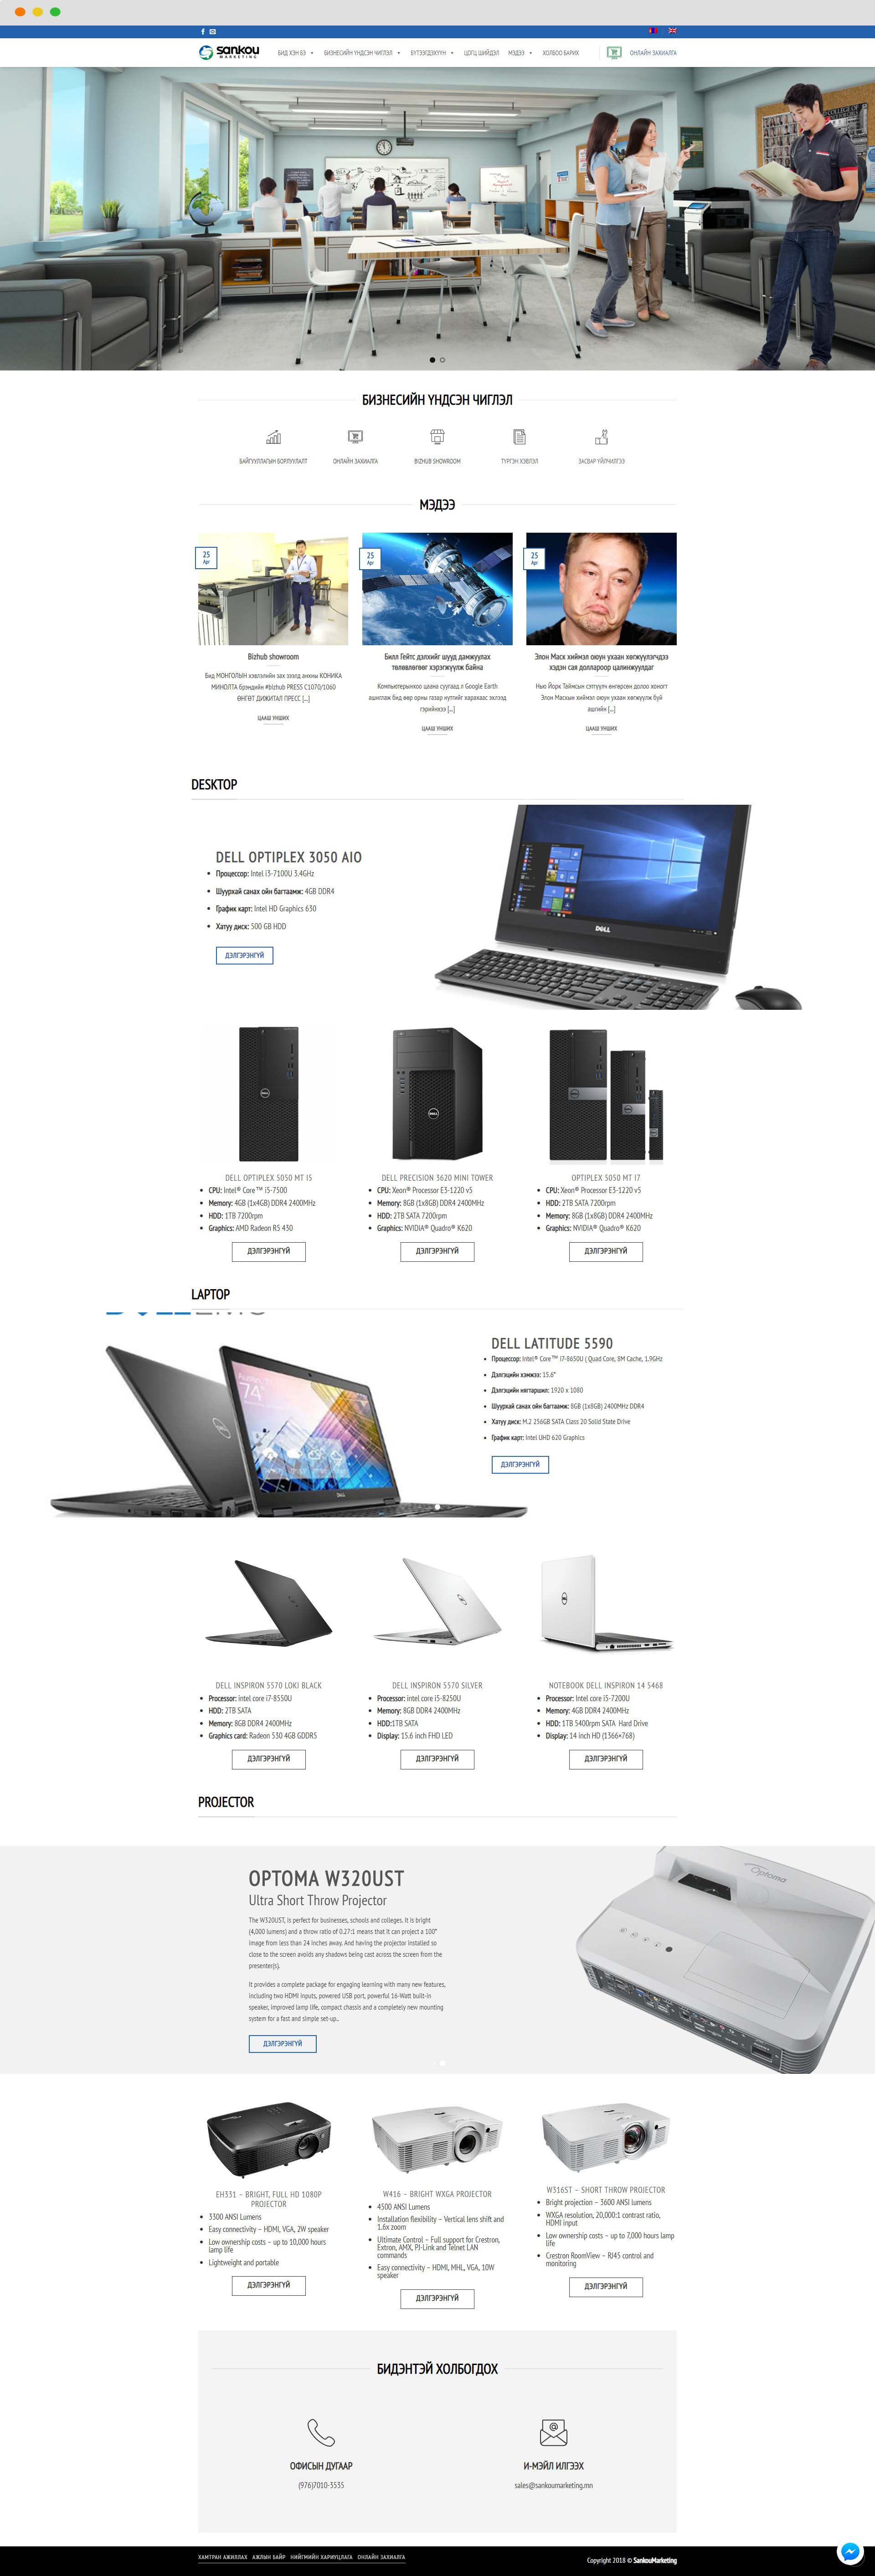 sankou
MARKETING
БИД ХЭН БЭ
БИЗНЕСИЙН ҮНДСЭН ЧИГЛЭЛ
БҮТЭЭГДЭХҮҮН
ЦОГЦ ШИЙДЭЛ
МЭДЭЭ
ХОЛБОО БАРИХ
ОНЛАЙН ЗАХИАЛГА
БИЗНЕСИЙН ҮНДСЭН ЧИГЛЭЛ
БАЙГУУЛЛАГЫН БОРЛУУЛАЛТ
ОНЛАЙН ЗАХИАЛГА
BIZHUB SHOWROOM
ТҮРГЭН ХЭВЛЭЛ
ЗАСВАР ҮЙЛЧИЛГЭЭ
МЭДЭЭ
25
Apr
Bizhub showroom
Бид МОНГОЛЫН хэвлэлийн зах зээлд анхны КОНИКА
МИНОЛТА брэндийн #bizhub PRESS C1070/1060
ӨНГӨТ ДИЖИТАЛ ПРЕСС [...]
ЦААШ УНШИХ
25
Apr
Билл Гейтс дэлхийг шууд дамжуулах
төлөвлөгөөг хэрэгжүүлж байна
Компьютерынхоо цаана суугаад л Google Earth
ашиглаж бид өөр орны газар нутгийг харахаас эхлээд
гэрийнхээ [...]
ЦААШ УНШИХ
25
Apr
Элон Маск хиймэл оюун ухаан хөгжүүлэгчдээ
хэдэн сая доллароор цалинжуулдаг
Нью Йорк Таймсын сэтгүүлч өнгөрсөн долоо хоногт
Элон Маскын хиймэл оюун ухаан хөгжүүлж буй
ашгийн [...]
ЦААШ УНШИХ
DESKTOP
DELL OPTIPLEX 3050 AIO
Процессор: Intel i3-7100U 3.4GHz
Шуурхай санах ойн багтаамж: 4GB DDR4
График карт: Intel HD Graphics 630
Хатуу диск: 500 GB HDD
ДЭЛГЭРЭНГҮЙ
DELL
DELL OPTIPLEX 5050 MT I5
CPU: Intel® Core™ i5-7500
Memory: 4GB (1x4GB) DDR4 2400MHz
HDD: 1TB 7200rpm
Graphics: AMD Radeon R5 430
ДЭЛГЭРЭНГҮЙ
DELL PRECISION 3620 MINI TOWER
CPU: Xeon® Processor E3-1220 v5
Memory: 8GB (1x8GB) DDR4 2400MHz
HDD: 2TB SATA 7200rpm
Graphics: NVIDIA® Quadro® K620
ДЭЛГЭРЭНГҮЙ
OPTIPLEX 5050 MT I7
CPU: Xeon® Processor E3-1220 v5
HDD: 2TB SATA 7200rpm
Memory: 8GB (1x8GB) DDR4 2400MHz
Graphics: NVIDIA® Quadro® K620
ДЭЛГЭРЭНГҮЙ
LAPTOP
DELL LATITUDE 5590
Процессор: Intel® Core™ i7-8650U ( Quad Core, 8M Cache, 1.9GHz
Дэлгэцийн хэмжээ: 15.6"
Дэлгэцийн нягтаршил: 1920 x 1080
Шуурхай санах ойн багтаамж: 8GB (1x8GB) 2400MHz DDR4
Хатуу диск: M.2 256GB SATA Class 20 Solid State Drive
График карт: Intel UHD 620 Graphics
ДЭЛГЭРЭНГҮЙ
74°
DELL INSPIRON 5570 LOKI BLACK
Processor: intel core i7-8550U
HDD: 2TB SATA
Memory: 8GB DDR4 2400MHz
Graphics card: Radeon 530 4GB GDDR5
ДЭЛГЭРЭНГҮЙ
DELL INSPIRON 5570 SILVER
Processor: intel core i5-8250U
Memory: 8GB DDR4 2400MHz
HDD:1TB SATA
Display: 15.6 inch FHD LED
ДЭЛГЭРЭНГҮЙ
NOTEBOOK DELL INSPIRON 14 5468
Processor: Intel core i5-7200U
Memory: 4GB DDR4 2400MHz
HDD: 1TB 5400rpm SATA Hard Drive
Display: 14 inch HD (1366×768)
ДЭЛГЭРЭНГҮЙ
PROJECTOR
OPTOMA W320UST
Ultra Short Throw Projector
The W320UST, is perfect for businesses, schools and colleges. It is bright
(4,000 lumens) and a throw ratio of 0.27:1 means that it can project a 100"
image from less than 24 inches away. And having the projector installed so
close to the screen avoids any shadows being cast across the screen from the
presenter(s).
It provides a complete package for engaging learning with many new features,
including two HDMI inputs, powered USB port, powerful 16-Watt built-in
speaker, improved lamp life, compact chassis and a completely new mounting
system for a fast and simple set-up..
ДЭЛГЭРЭНГҮЙ
Optoma
EH331 – BRIGHT, FULL HD 1080P
PROJECTOR
3300 ANSI Lumens
Easy connectivity – HDMI, VGA, 2W speaker
Low ownership costs – up to 10,000 hours
lamp life
Lightweight and portable
ДЭЛГЭРЭНГҮЙ
W416 – BRIGHT WXGA PROJECTOR
4500 ANSI Lumens
Installation flexibility – Vertical lens shift and
1.6x zoom
Ultimate Control – Full support for Crestron,
Extron, AMX, PJ-Link and Telnet LAN
commands
Easy connectivity – HDMI, MHL, VGA, 10W
speaker
ДЭЛГЭРЭНГҮЙ
W316ST – SHORT THROW PROJECTOR
Bright projection – 3600 ANSI lumens
WXGA resolution, 20,000:1 contrast ratio,
HDMI input
Low ownership costs – up to 7,000 hours lamp
life
Crestron RoomView – RJ45 control and
monitoring
ДЭЛГЭРЭНГҮЙ
БИДЭНТЭЙ ХОЛБОГДОХ
ОФИСЫН ДУГААР
(976)7010-3535
И-МЭЙЛ ИЛГЭЭХ
sales@sankoumarketing.mn
ХАМТРАН АЖИЛЛАХ
АЖЛЫН БАЙР
НИЙГМИЙН ХАРИУЦЛАГА
ОНЛАЙН ЗАХИАЛГА
Copyright 2018 © SankouMarketing